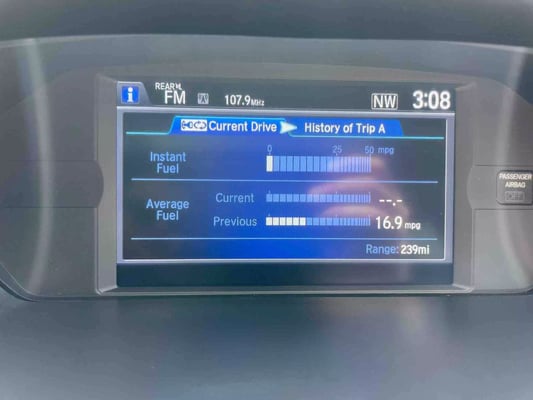 REAR
FM 107.9MHz NW 3:08
i
Current Drive History of Trip A
0 25 50 mpg
Instant
Fuel
Average
Fuel
Current --.-
Previous 16.9 mpg
Range: 239mi
PASSENGER
AIRBAG
OFF